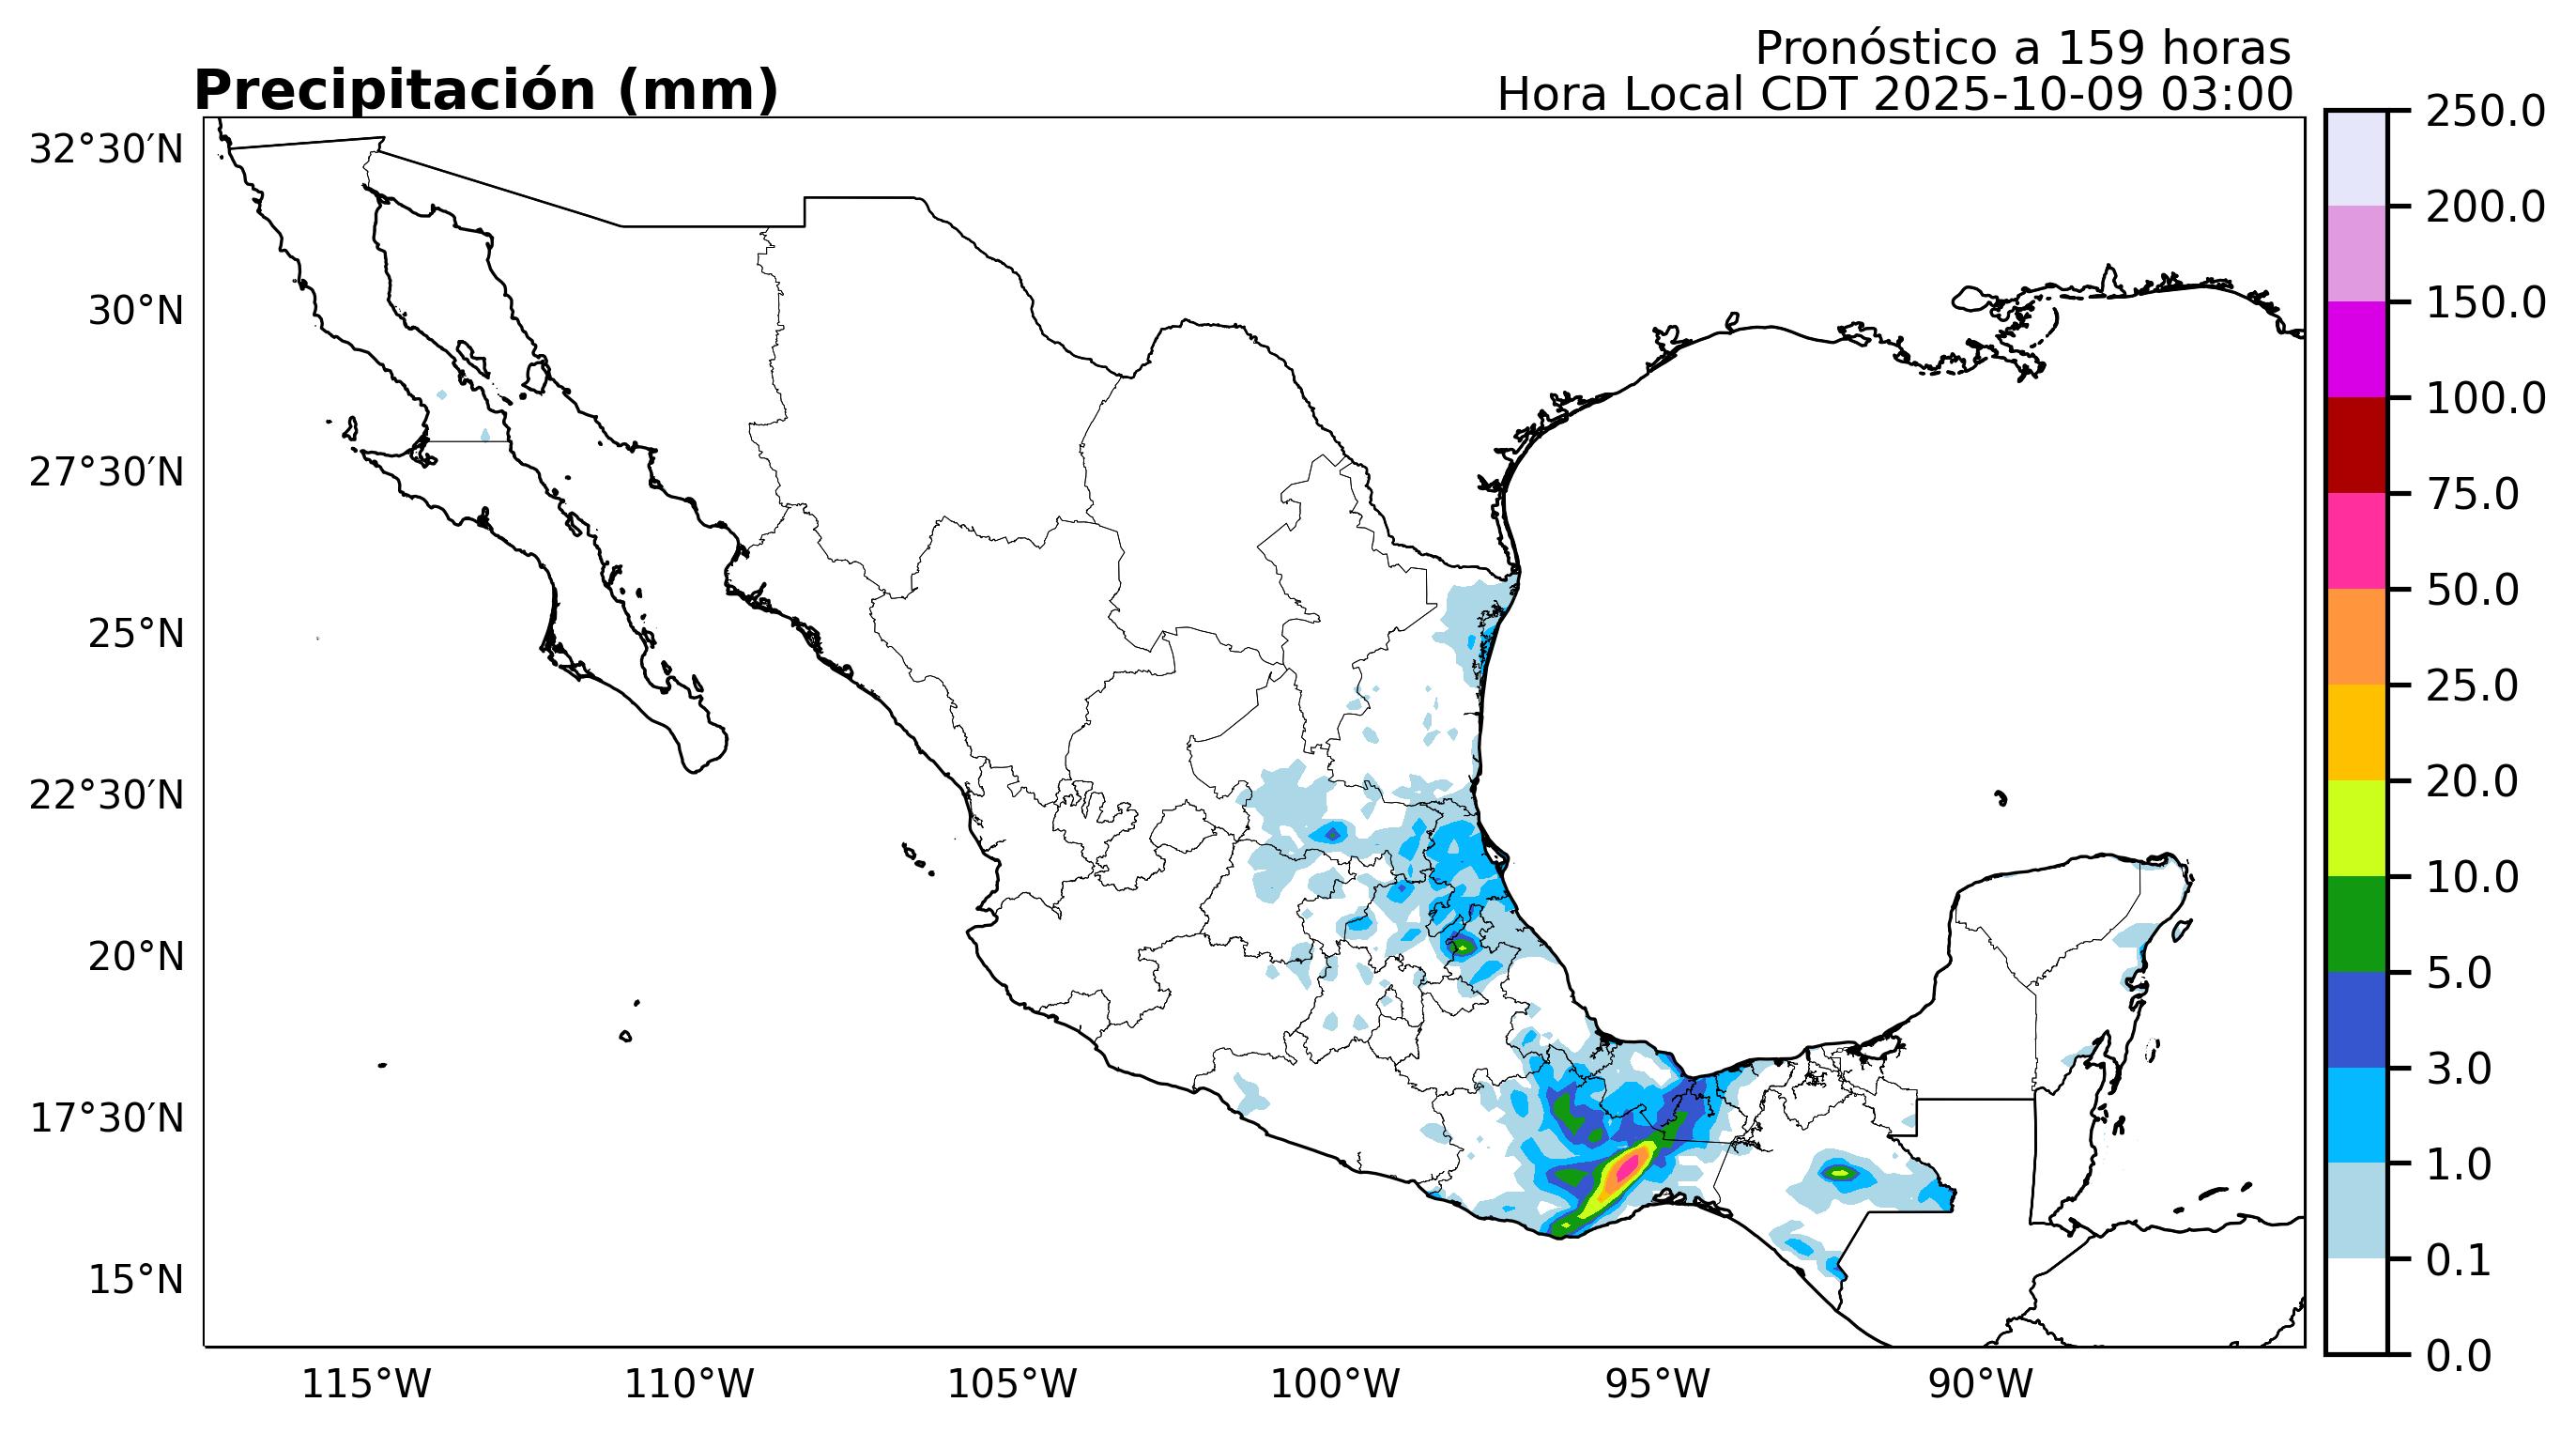 Pronóstico a 159 horas
Precipitación (mm)
Hora Local CDT 2025-10-09 03:00
32°30′N
30°N
27°30′N
25°N
22°30′N
20°N
17°30′N
15°N
115°W
110°W
105°W
100°W
95°W
90°W
250.0
200.0
150.0
100.0
75.0
50.0
25.0
20.0
10.0
5.0
3.0
1.0
0.1
0.0